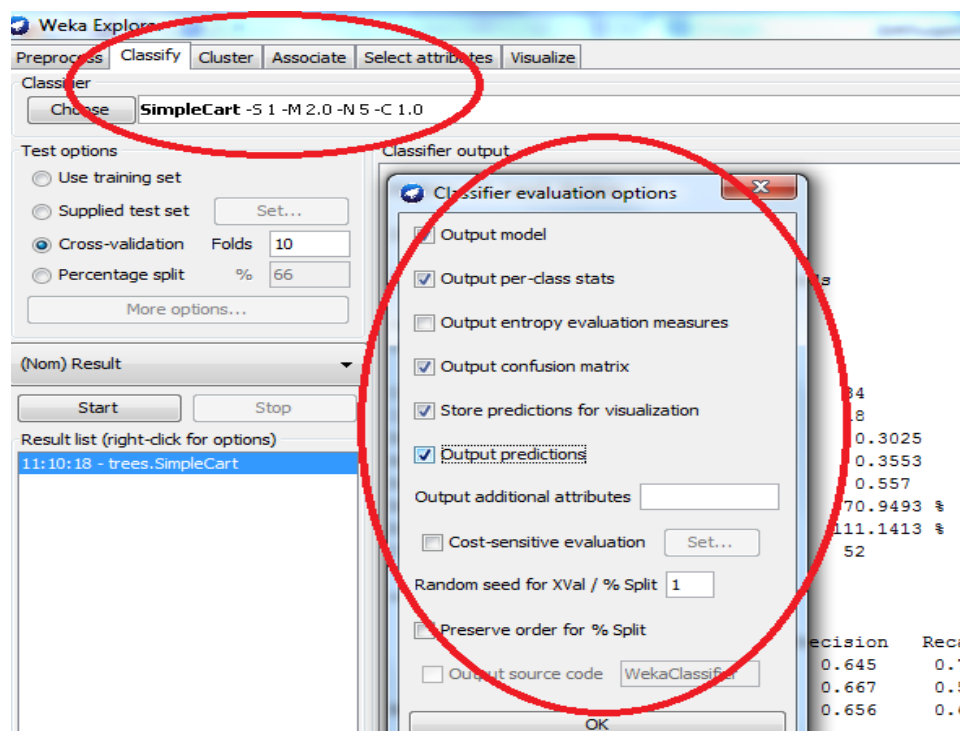 Weka Explorer
Preprocess Classify Cluster Associate Select attributes Visualize
Classifier
Choose SimpleCart -S 1 -M 2.0 -N 5 -C 1.0
Test options
Use training set
Supplied test set Set...
Cross-validation Folds 10
Percentage split % 66
More options...
(Nom) Result
Start Stop
Result list (right-click for options)
11:10:18 - trees.SimpleCart
Classifier output
Classifier evaluation options
Output model
Output per-class stats
Output entropy evaluation measures
Output confusion matrix
Store predictions for visualization
Output predictions
Output additional attributes
Cost-sensitive evaluation Set...
Random seed for XVal / % Split 1
Preserve order for % Split
Output source code WekaClassifier
OK
0.3025
0.3553
0.557
70.9493 %
111.1413 %
52
0.645
0.667
0.656